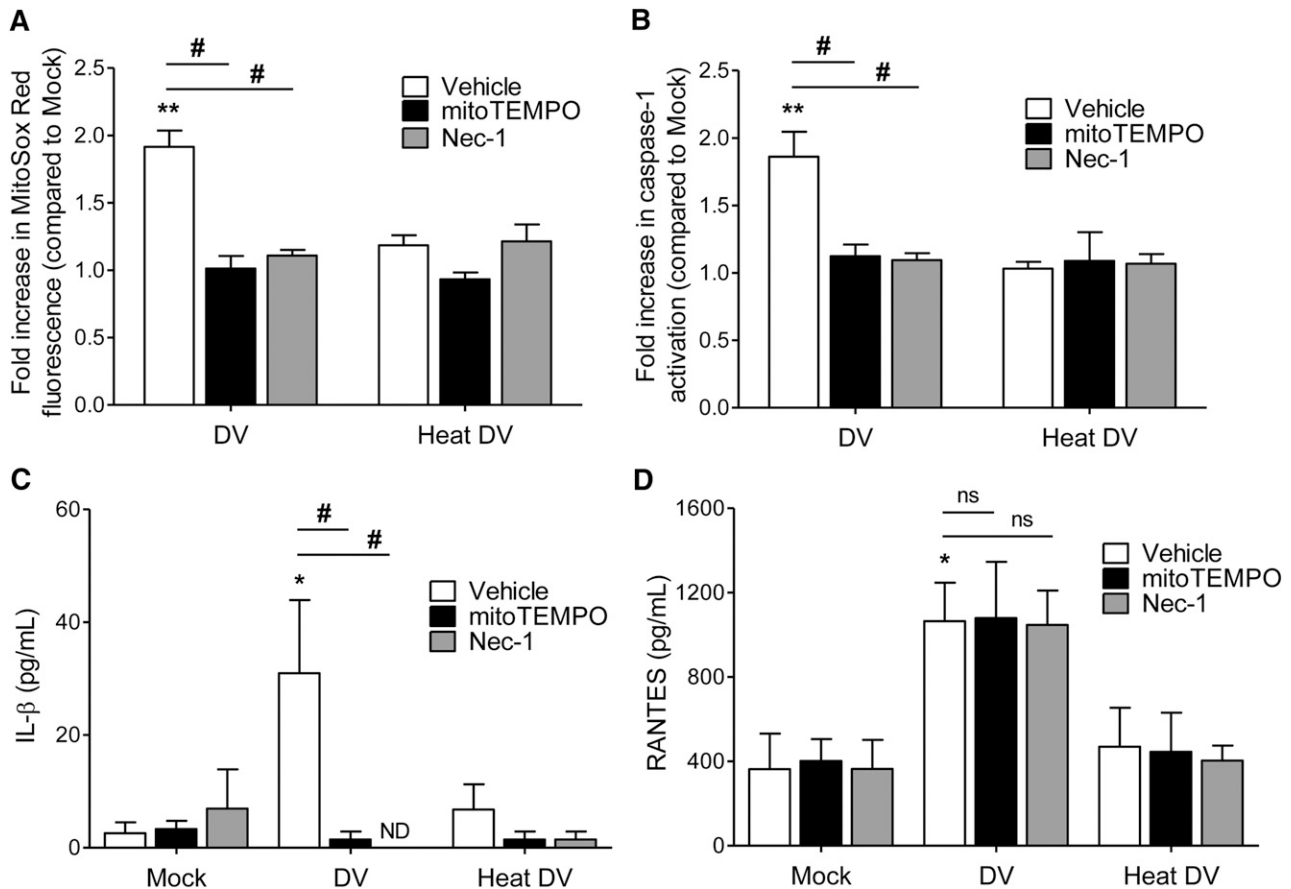 A
Fold increase in MitoSox Red
fluorescence (compared to Mock)
2.5
2.0
1.5
1.0
0.5
0.0
#
#
**
Vehicle
mitoTEMPO
Nec-1
DV
Heat DV
B
Fold increase in caspase-1
activation (compared to Mock)
2.5
2.0
1.5
1.0
0.5
0.0
#
#
**
Vehicle
mitoTEMPO
Nec-1
DV
Heat DV
C
IL-β (pg/mL)
60
40
20
0
#
#
*
ND
Vehicle
mitoTEMPO
Nec-1
Mock
DV
Heat DV
D
RANTES (pg/mL)
1600
1200
800
400
0
ns
ns
*
Vehicle
mitoTEMPO
Nec-1
Mock
DV
Heat DV